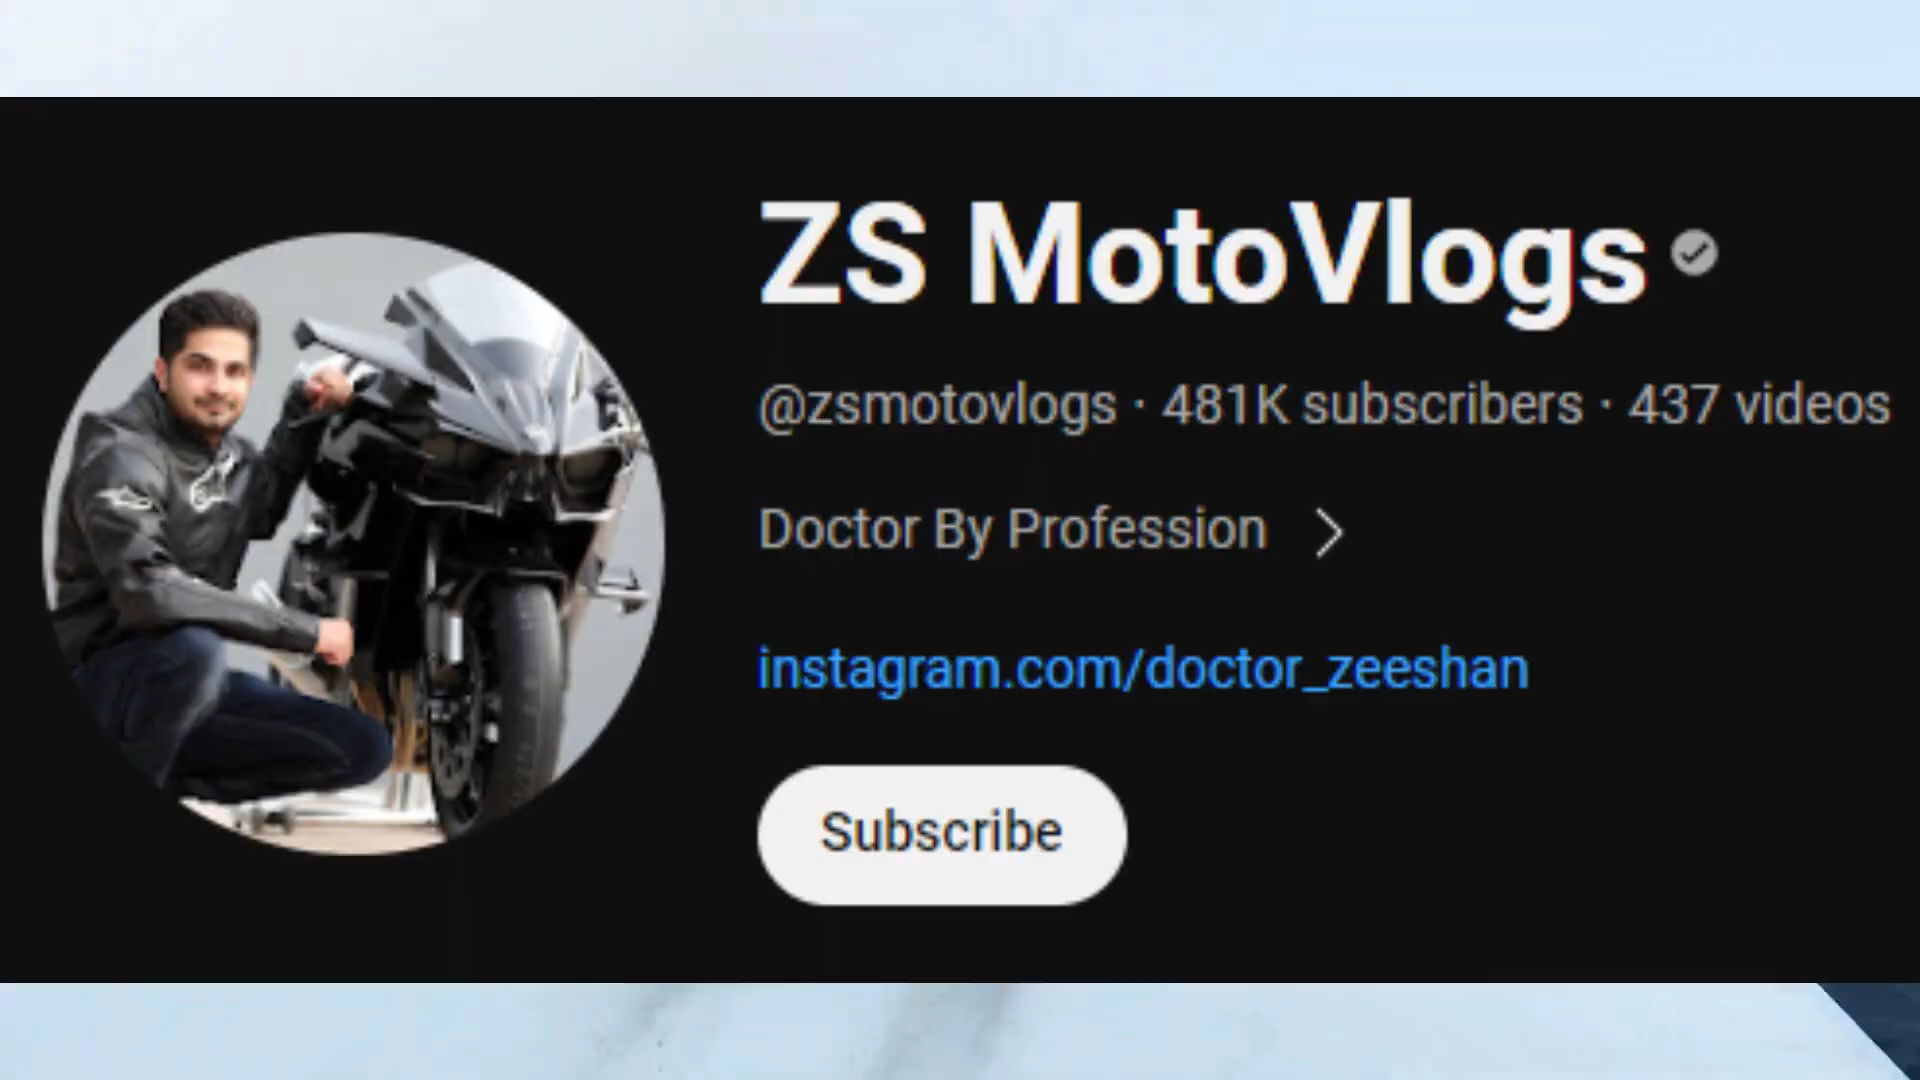 ZS MotoVlogs
@zsmotovlogs · 481K subscribers · 437 videos
Doctor By Profession
instagram.com/doctor_zeeshan
Subscribe